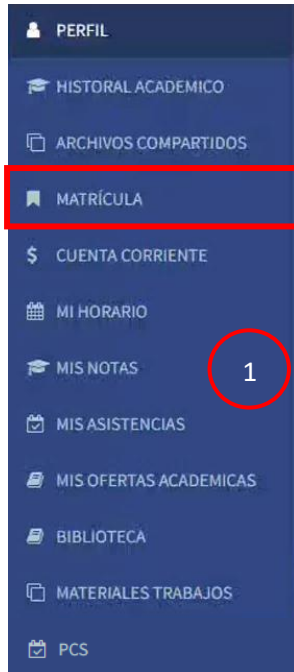 PERFIL
HISTORAL ACADEMICO
ARCHIVOS COMPARTIDOS
MATRÍCULA
$ CUENTA CORRIENTE
MI HORARIO
MIS NOTAS
1
MIS ASISTENCIAS
MIS OFERTAS ACADEMICAS
BIBLIOTECA
MATERIALES TRABAJOS
PCS